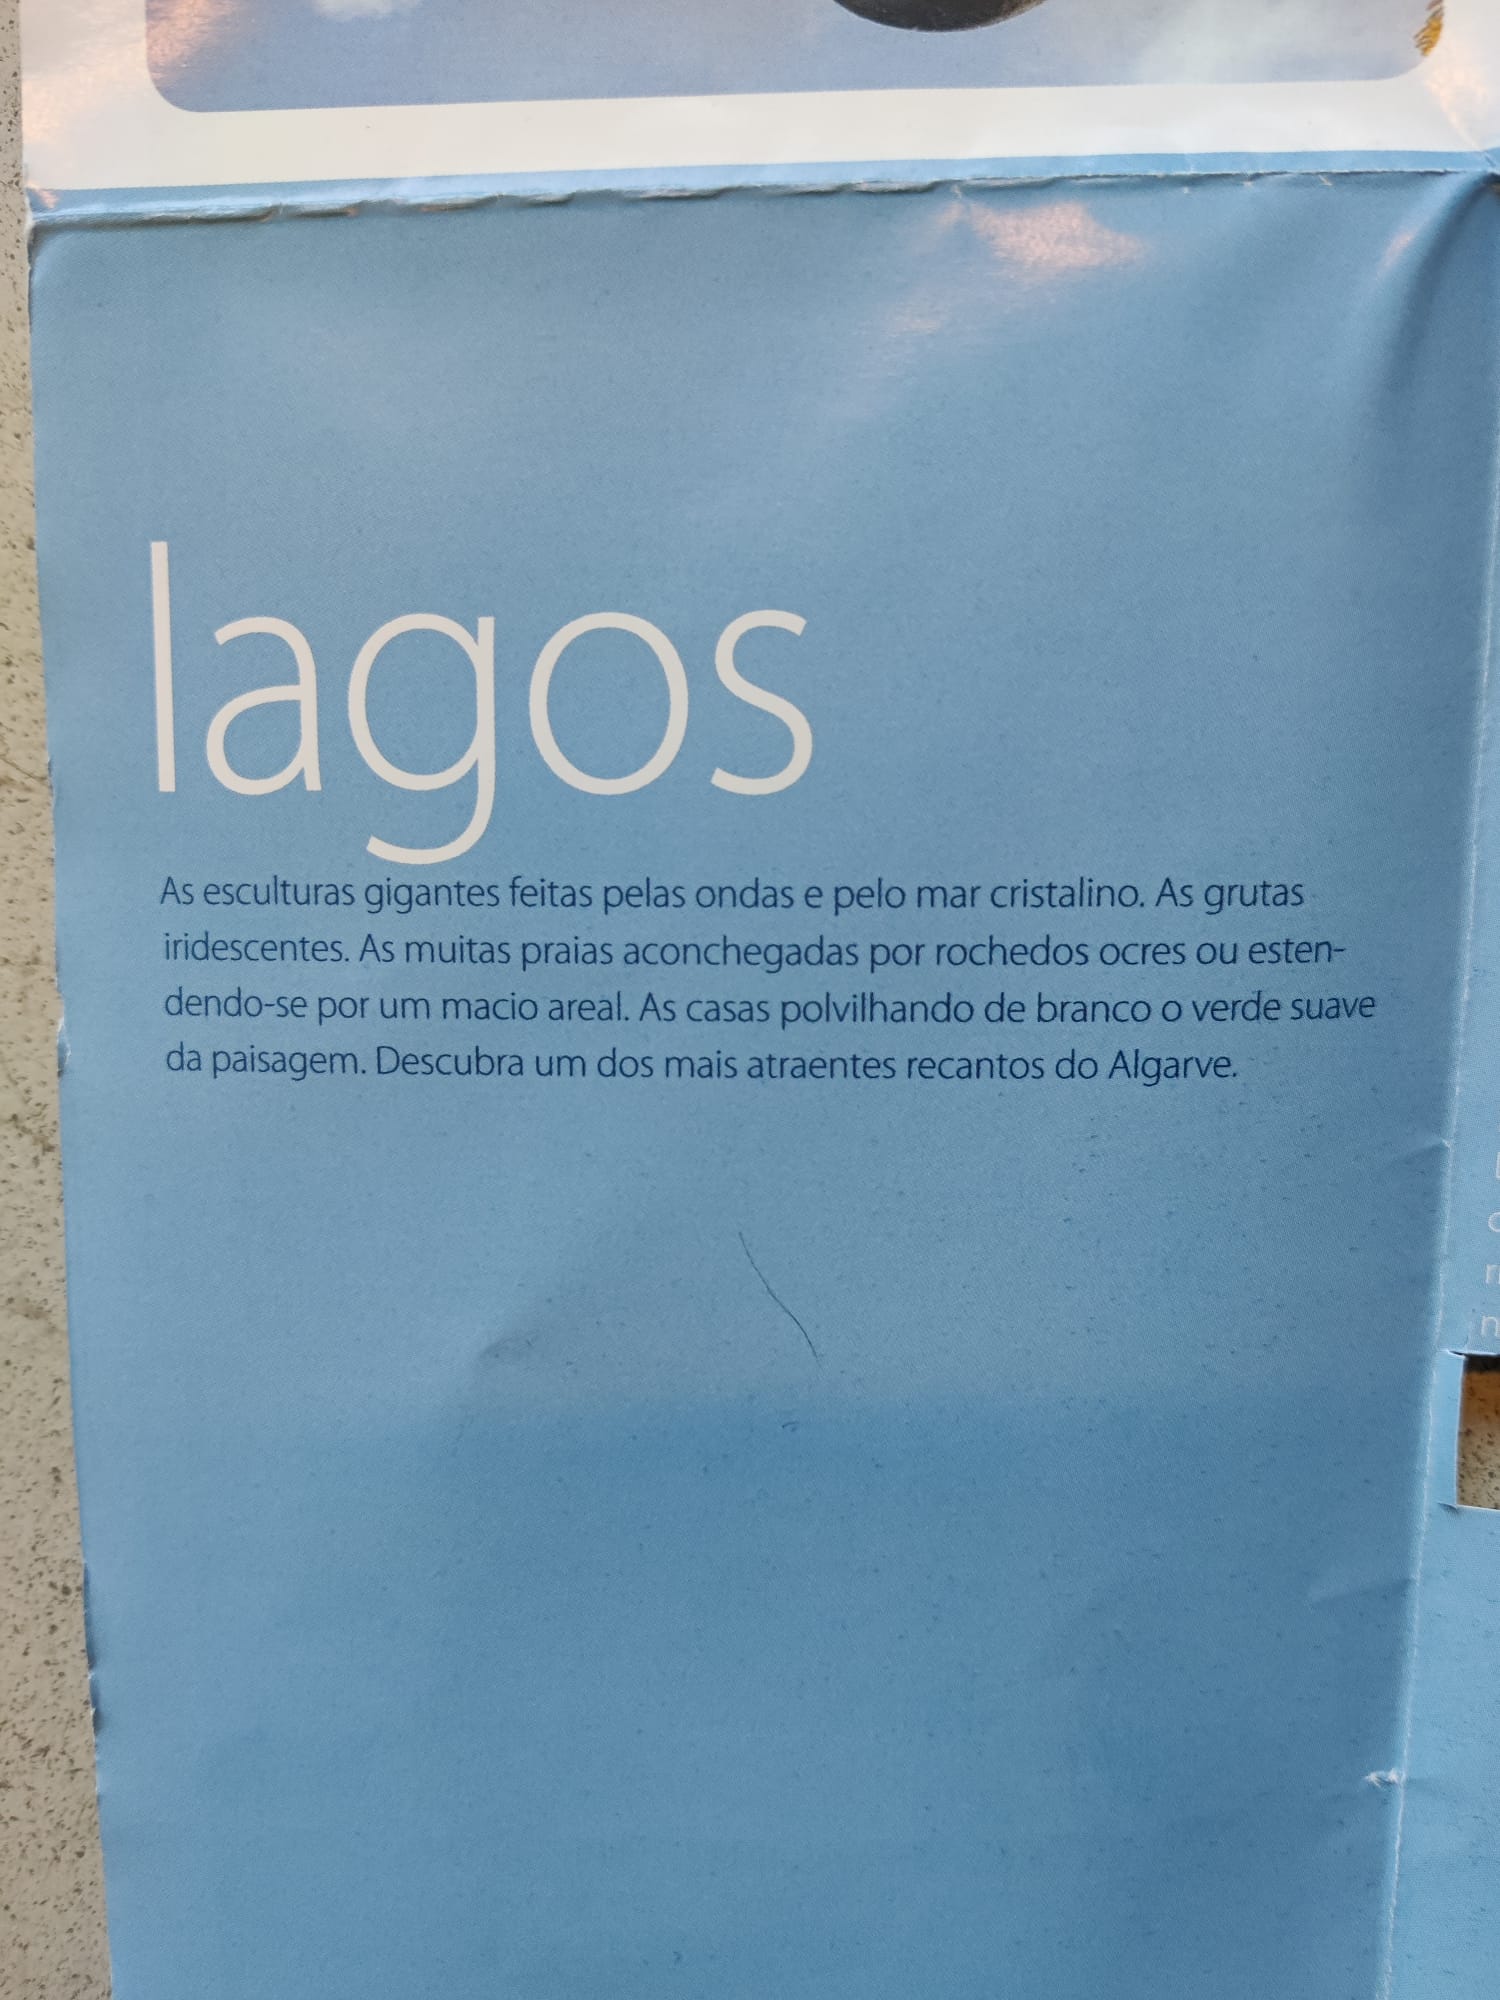 lagos
As esculturas gigantes feitas pelas ondas e pelo mar cristalino. As grutas
iridescentes. As muitas praias aconchegadas por rochedos ocres ou esten-
dendo-se por um macio areal. As casas polvilhando de branco o verde suave
da paisagem. Descubra um dos mais atraentes recantos do Algarve.